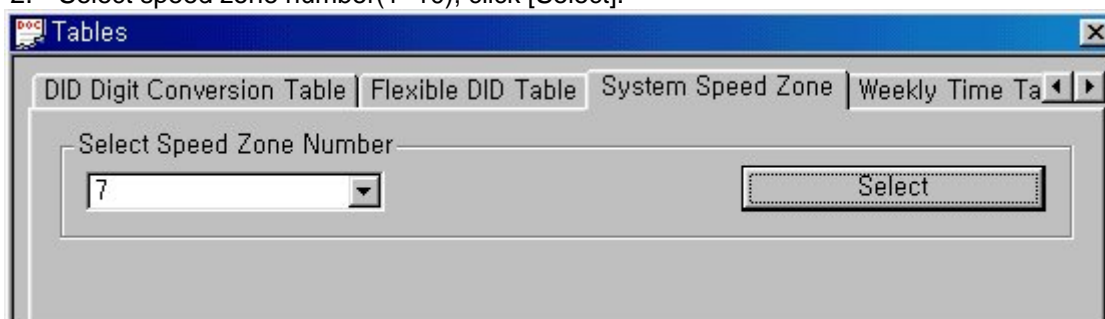 2. Select speed zone number(1~10), click [Select].
DOC Tables
DID Digit Conversion Table Flexible DID Table System Speed Zone Weekly Time Ta
Select Speed Zone Number
7 Select